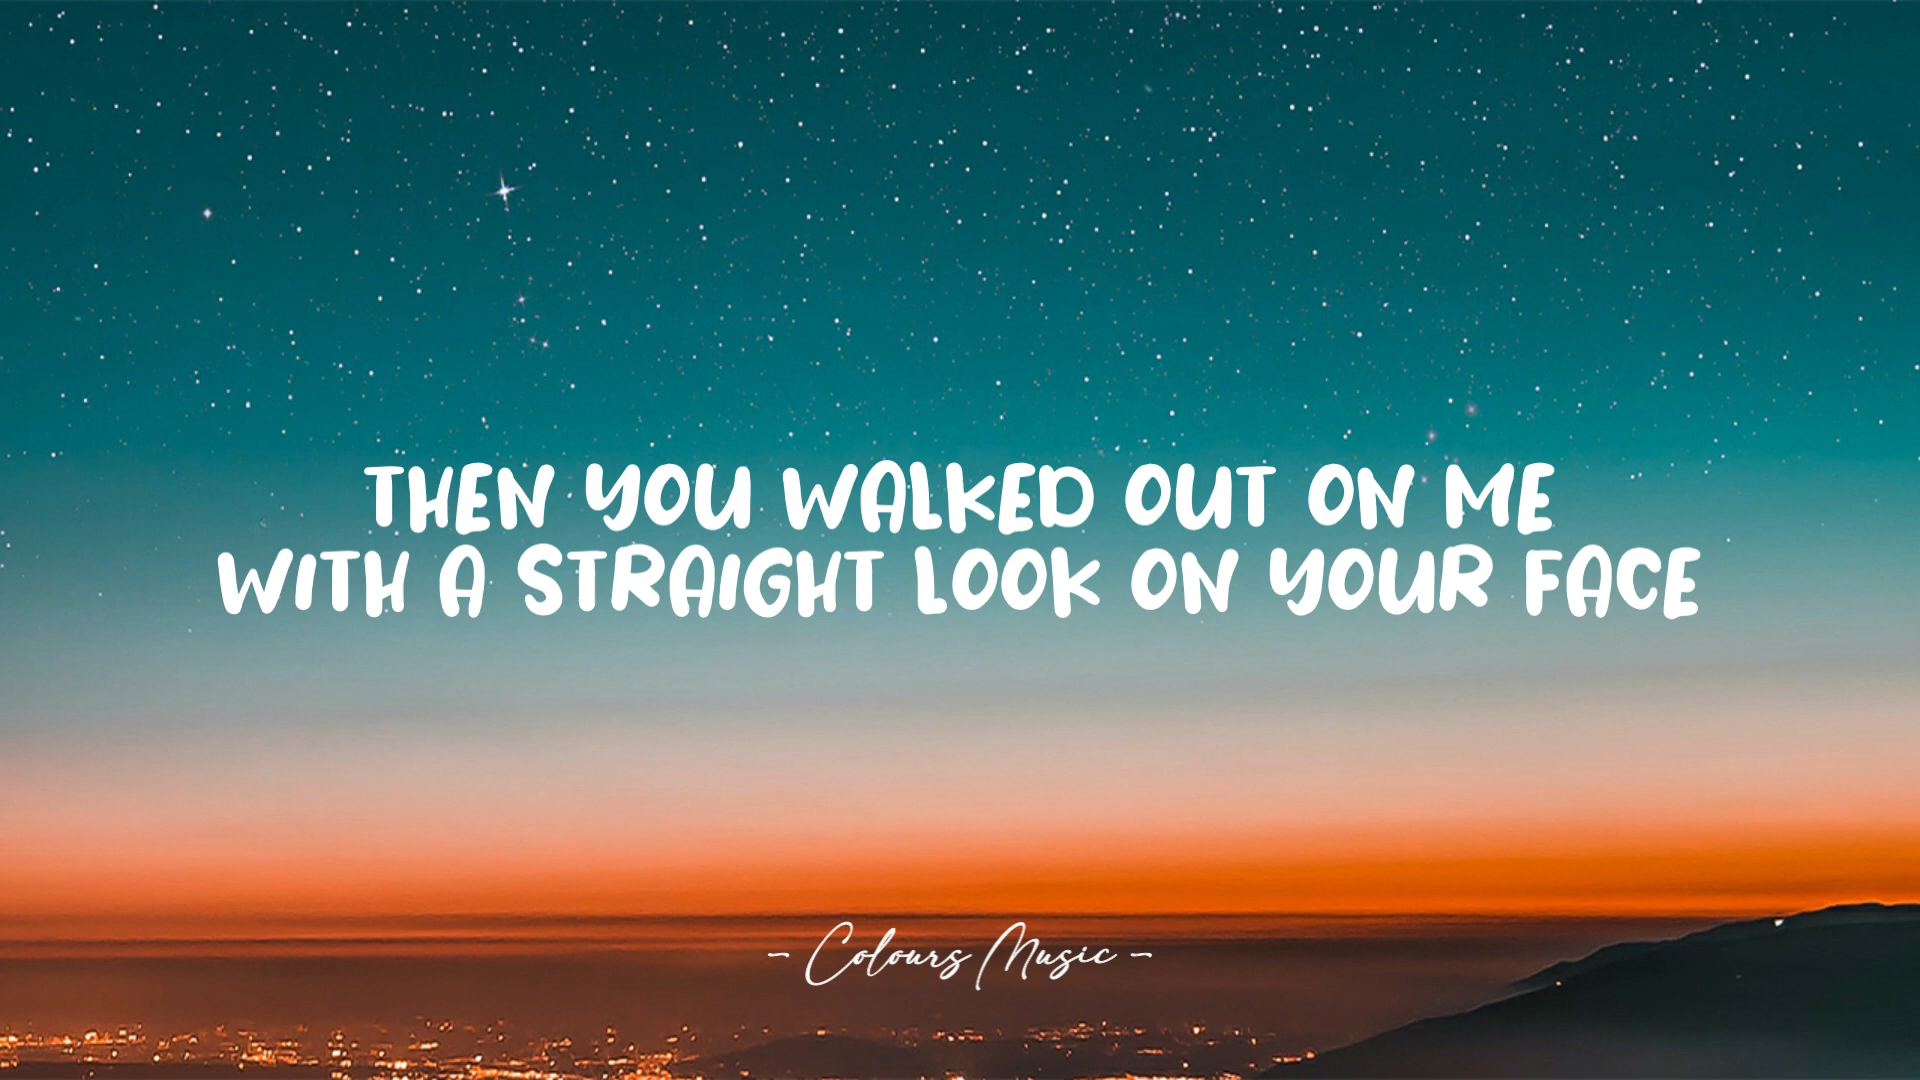 THEN YOU WALKED OUT ON ME
WITH A STRAIGHT LOOK ON YOUR FACE
- Colours Music -